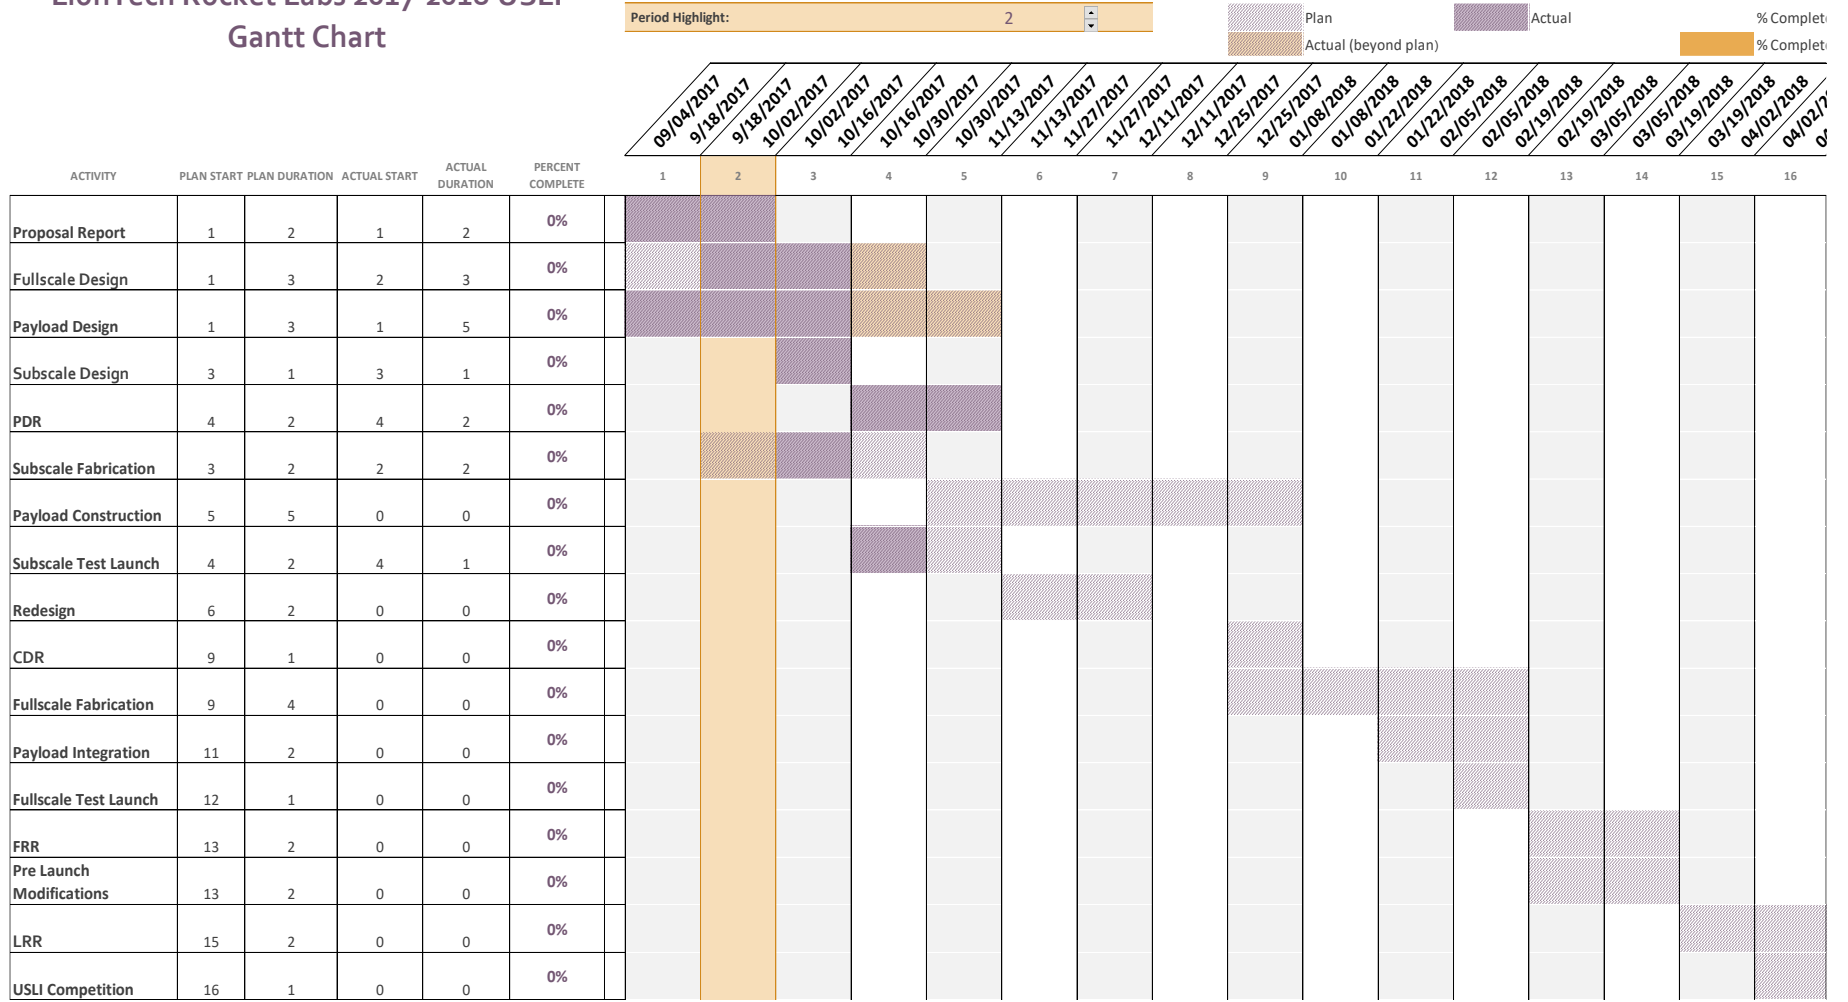 Gantt Chart
Period Highlight: 2
Plan Actual % Complet
Actual (beyond plan) % Complet
09/04/2017 9/18/2017 9/18/2017 10/02/2017 10/02/2017 10/16/2017 10/16/2017 10/30/2017 10/30/2017 11/13/2017 11/13/2017 11/27/2017 11/27/2017 12/11/2017 12/11/2017 12/25/2017 12/25/2017 01/08/2018 01/08/2018 01/22/2018 01/22/2018 02/05/2018 02/05/2018 02/19/2018 02/19/2018 03/05/2018 03/05/2018 03/19/2018 03/19/2018 04/02/2 04/02/2
ACTIVITY PLAN START PLAN DURATION ACTUAL START ACTUAL DURATION PERCENT COMPLETE 1 2 3 4 5 6 7 8 9 10 11 12 13 14 15 16
Proposal Report 1 2 1 2 0%
Fullscale Design 1 3 2 3 0%
Payload Design 1 3 1 5 0%
Subscale Design 3 1 3 1 0%
PDR 4 2 4 2 0%
Subscale Fabrication 3 2 2 2 0%
Payload Construction 5 5 0 0 0%
Subscale Test Launch 4 2 4 1 0%
Redesign 6 2 0 0 0%
CDR 9 1 0 0 0%
Fullscale Fabrication 9 4 0 0 0%
Payload Integration 11 2 0 0 0%
Fullscale Test Launch 12 1 0 0 0%
FRR 13 2 0 0 0%
Pre Launch
Modifications 13 2 0 0 0%
LRR 15 2 0 0 0%
USLI Competition 16 1 0 0 0%